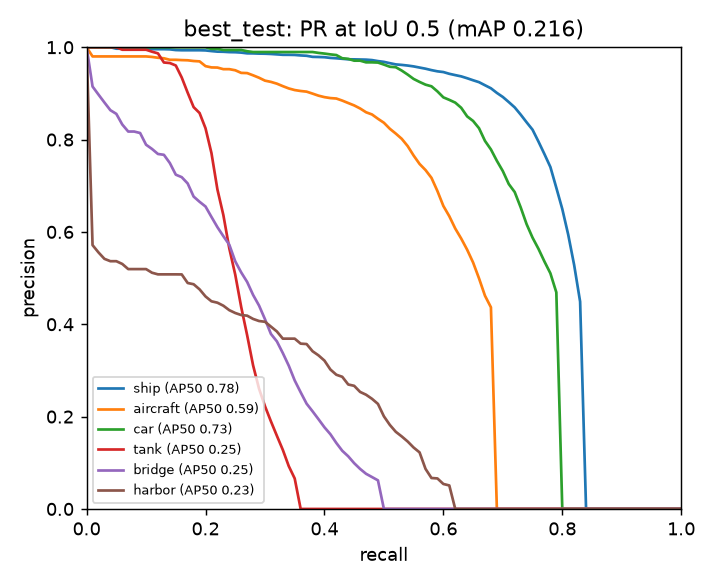 best_test: PR at IoU 0.5 (mAP 0.216)
precision
1.0
0.8
0.6
0.4
0.2
0.0
ship (AP50 0.78)
aircraft (AP50 0.59)
car (AP50 0.73)
tank (AP50 0.25)
bridge (AP50 0.25)
harbor (AP50 0.23)
0.0 0.2 0.4 0.6 0.8 1.0
recall